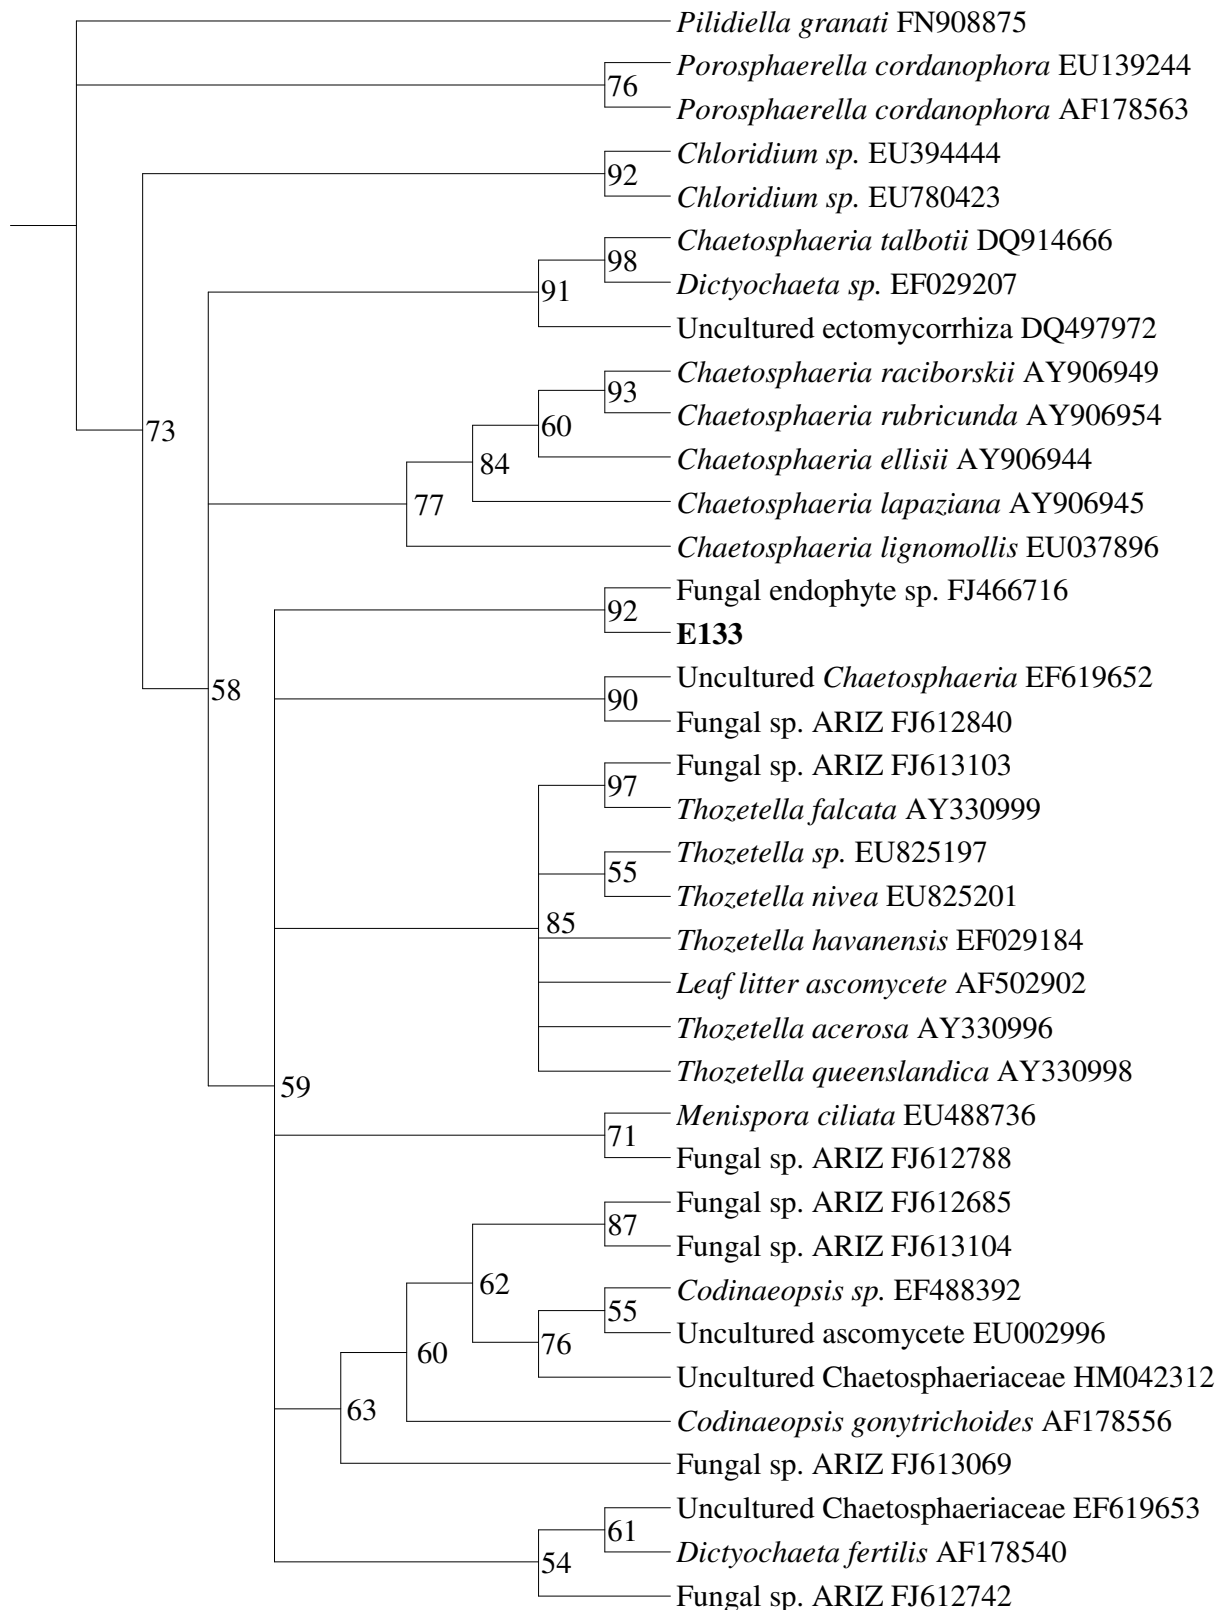 Pilidiella granati FN908875
Porosphaerella cordanophora EU139244
76
Porosphaerella cordanophora AF178563
Chloridium sp. EU394444
92
Chloridium sp. EU780423
Chaetosphaeria talbotii DQ914666
98
Dictyochaeta sp. EF029207
91
Uncultured ectomycorrhiza DQ497972
Chaetosphaeria raciborskii AY906949
93
Chaetosphaeria rubricunda AY906954
60
73
Chaetosphaeria ellisii AY906944
84
Chaetosphaeria lapaziana AY906945
77
Chaetosphaeria lignomollis EU037896
Fungal endophyte sp. FJ466716
92
E133
Uncultured Chaetosphaeria EF619652
58
90
Fungal sp. ARIZ FJ612840
Fungal sp. ARIZ FJ613103
97
Thozetella falcata AY330999
Thozetella sp. EU825197
55
Thozetella nivea EU825201
85
Thozetella havanensis EF029184
Leaf litter ascomycete AF502902
Thozetella acerosa AY330996
Thozetella queenslandica AY330998
59
Menispora ciliata EU488736
71
Fungal sp. ARIZ FJ612788
Fungal sp. ARIZ FJ612685
87
Fungal sp. ARIZ FJ613104
62
Codinaeopsis sp. EF488392
55
Uncultured ascomycete EU002996
76
60
Uncultured Chaetosphaeriaceae HM042312
63
Codinaeopsis gonytrichoides AF178556
Fungal sp. ARIZ FJ613069
Uncultured Chaetosphaeriaceae EF619653
61
Dictyochaeta fertilis AF178540
54
Fungal sp. ARIZ FJ612742